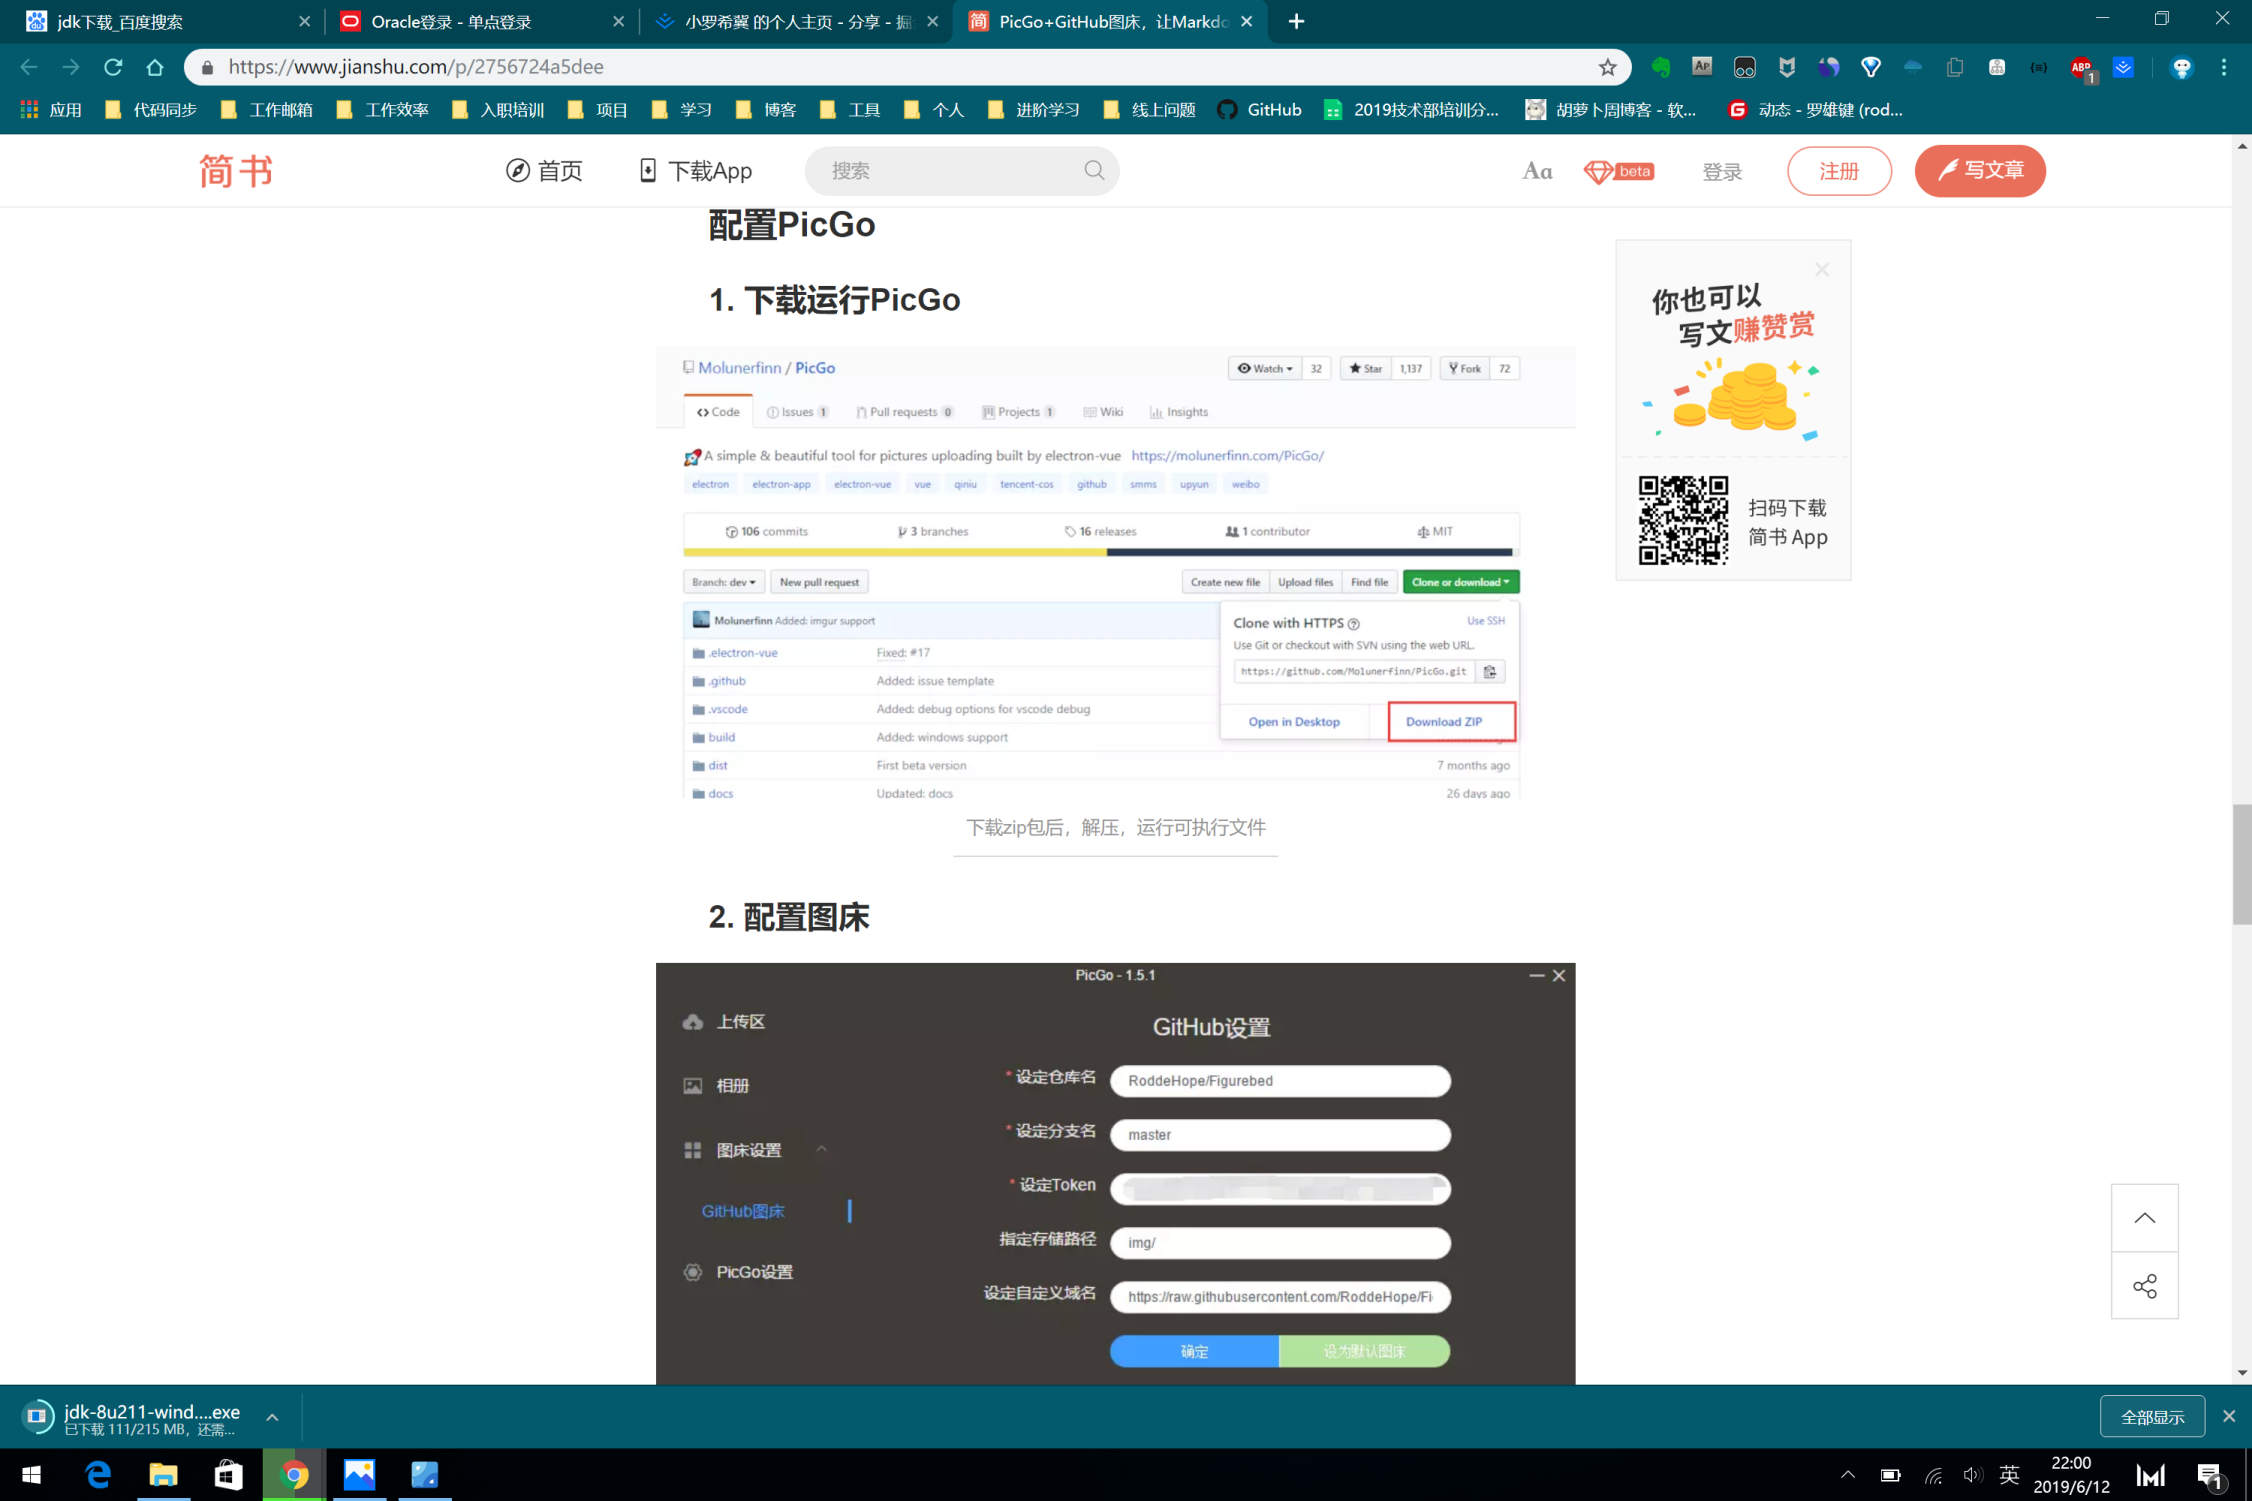 jdk下载_百度搜索
Oracle登录 - 单点登录
小罗希冀 的个人主页 - 分享 - 掘
PicGo+GitHub图床，让Markdo
https://www.jianshu.com/p/2756724a5dee
AP
ABP
1
应用
代码同步
工作邮箱
工作效率
入职培训
项目
学习
博客
工具
个人
进阶学习
线上问题
GitHub
2019技术部培训分...
胡萝卜周博客 - 软...
动态 - 罗雄键 (rod...
简书
首页
下载App
搜索
Aa
beta
登录
注册
写文章
配置PicGo
1. 下载运行PicGo
Molunerfinn / PicGo
Watch 32
Star 1,137
Fork 72
Code
Issues 1
Pull requests 0
Projects 1
Wiki
Insights
A simple & beautiful tool for pictures uploading built by electron-vue https://molunerfinn.com/PicGo/
electron electron-app electron-vue vue qiniu tencent-cos github smms upyun weibo
106 commits
3 branches
16 releases
1 contributor
MIT
Branch: dev
New pull request
Create new file
Upload files
Find file
Clone or download
Molunerfinn Added: imgur support
Clone with HTTPS
Use SSH
Use Git or checkout with SVN using the web URL.
https://github.com/Molunerfinn/PicGo.git
Open in Desktop
Download ZIP
.electron-vue Fixed: #17
.github Added: issue template
.vscode Added: debug options for vscode debug
build Added: windows support
dist First beta version 7 months ago
docs Updated: docs 26 days ago
下载zip包后，解压，运行可执行文件
你也可以
写文赚赞赏
扫码下载
简书 App
2. 配置图床
PicGo - 1.5.1
上传区
相册
图床设置
GitHub图床
PicGo设置
GitHub设置
* 设定仓库名 RoddeHope/Figurebed
* 设定分支名 master
* 设定Token
指定存储路径 img/
设定自定义域名 https://raw.githubusercontent.com/RoddeHope/Fi
确定
设为默认图床
jdk-8u211-wind....exe
已下载 111/215 MB，还需...
全部显示
英
22:00
2019/6/12
1